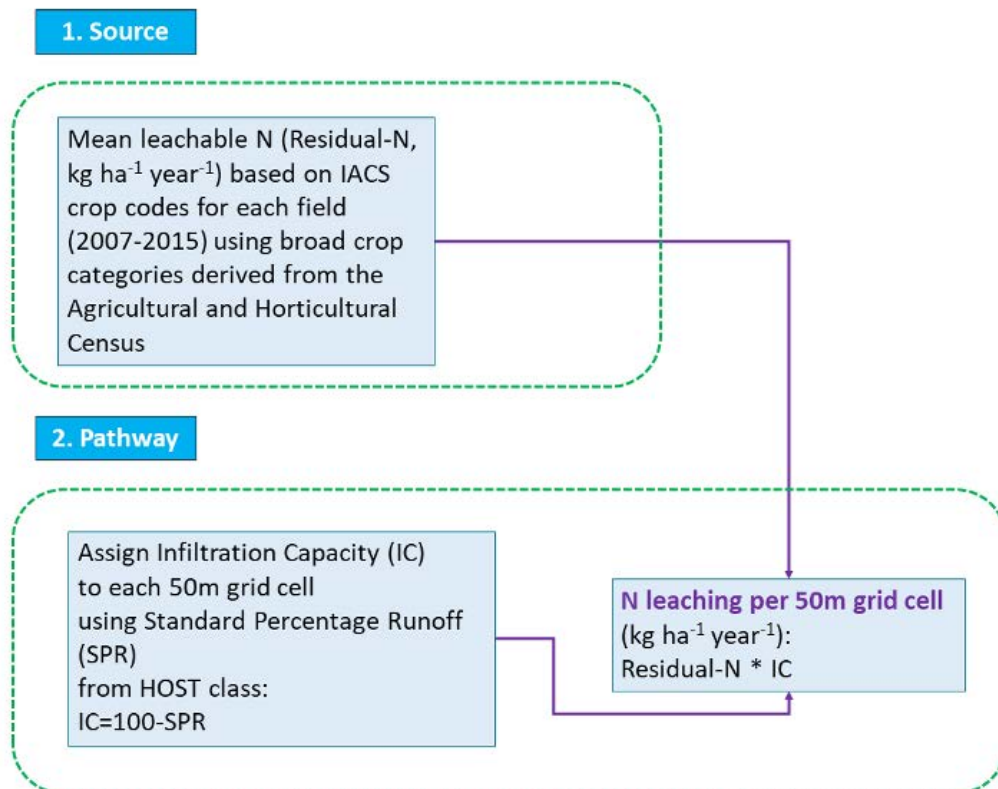 1. Source
Mean leachable N (Residual-N,
kg ha⁻¹ year⁻¹) based on IACS
crop codes for each field
(2007-2015) using broad crop
categories derived from the
Agricultural and Horticultural
Census
2. Pathway
Assign Infiltration Capacity (IC)
to each 50m grid cell
using Standard Percentage Runoff
(SPR)
from HOST class:
IC=100-SPR
N leaching per 50m grid cell
(kg ha⁻¹ year⁻¹):
Residual-N * IC